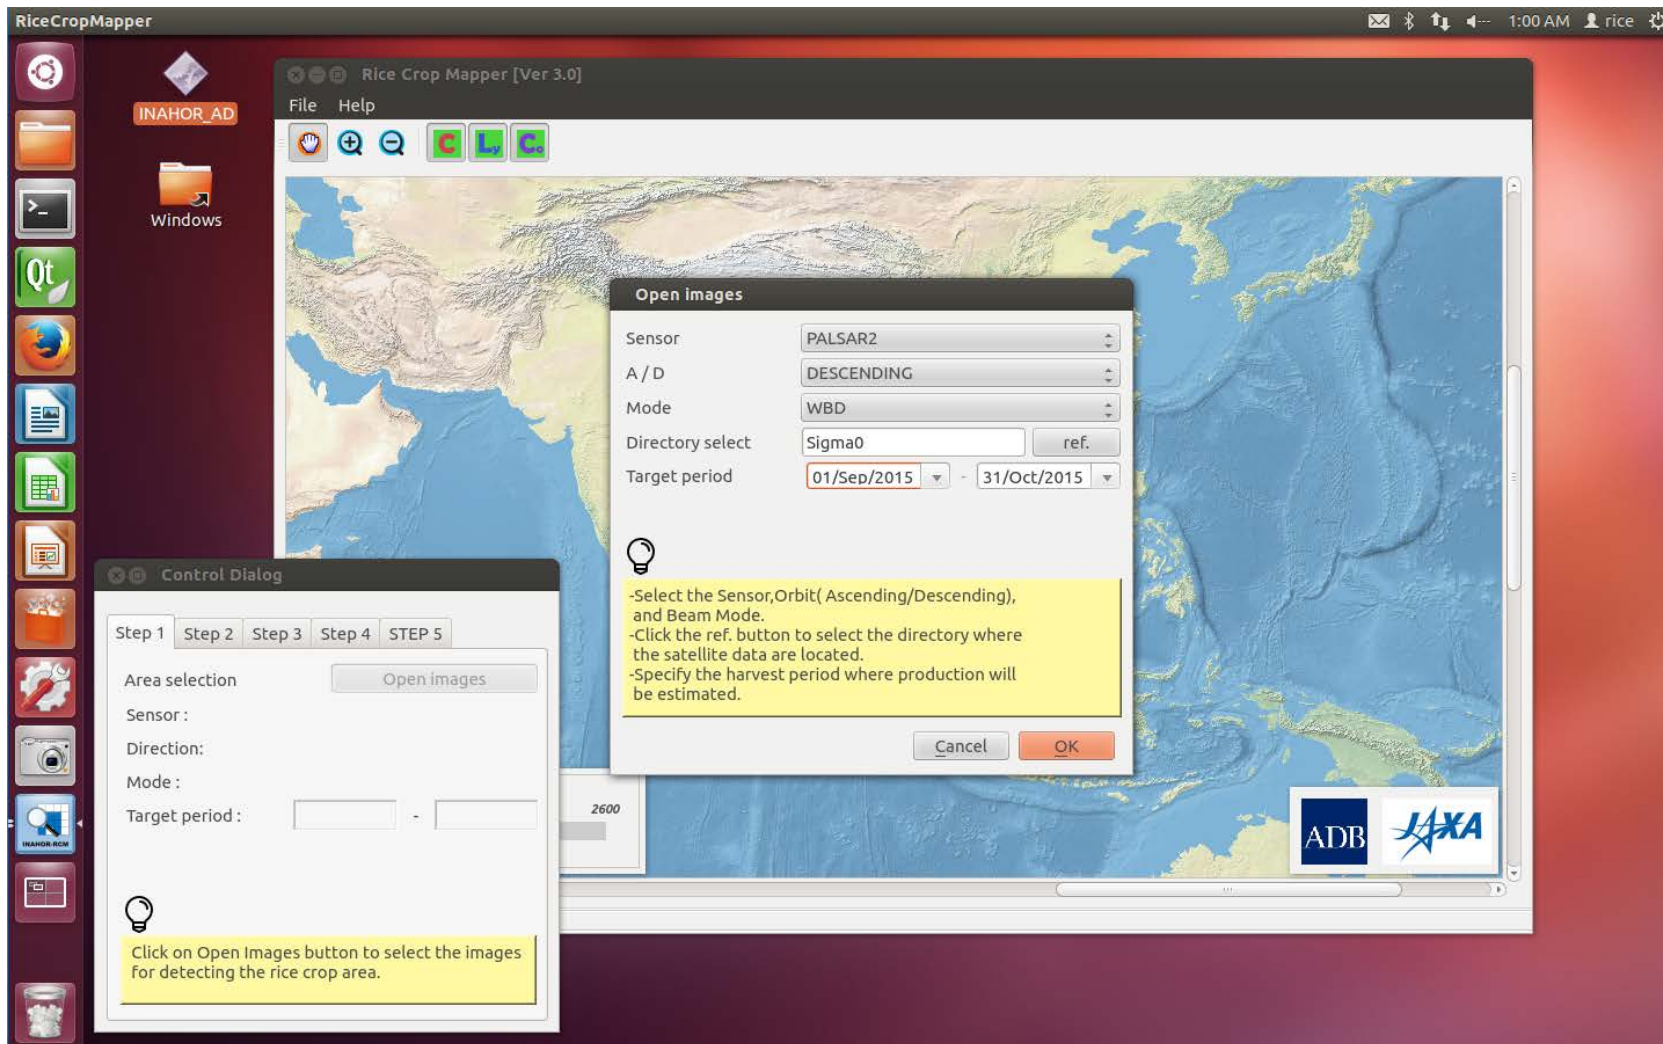 RiceCropMapper
1:00 AM rice
INAHOR_AD
Windows
Rice Crop Mapper [Ver 3.0]
File Help
C Ly Co
Open images
Sensor PALSAR2
A / D DESCENDING
Mode WBD
Directory select Sigma0 ref.
Target period 01/Sep/2015 - 31/Oct/2015
-Select the Sensor,Orbit( Ascending/Descending),
and Beam Mode.
-Click the ref. button to select the directory where
the satellite data are located.
-Specify the harvest period where production will
be estimated.
Cancel OK
Control Dialog
Step 1 Step 2 Step 3 Step 4 STEP 5
Area selection Open images
Sensor :
Direction:
Mode :
Target period : -
Click on Open Images button to select the images
for detecting the rice crop area.
2600
ADB JAXA
Qt
INAHOR-RCM